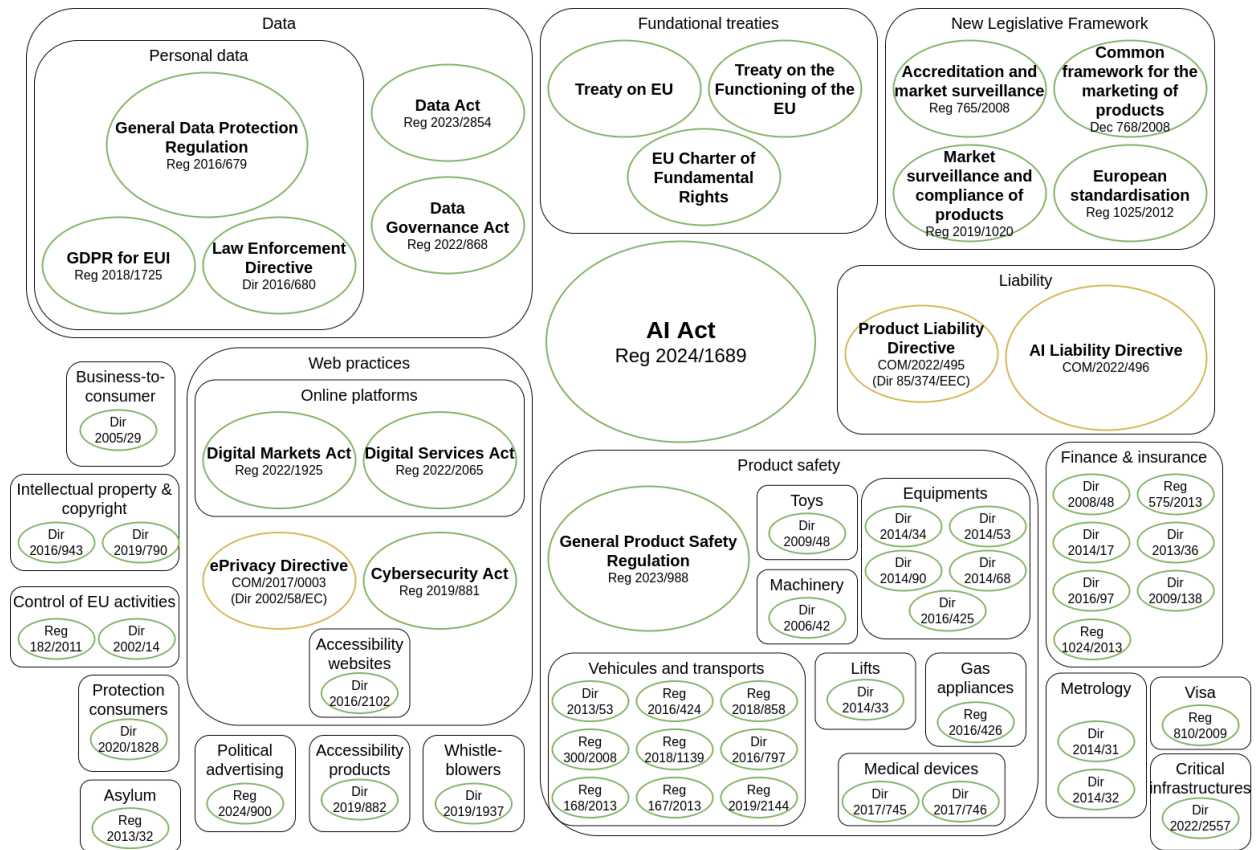 Data
Personal data
General Data Protection
Regulation
Reg 2016/679
GDPR for EUI
Reg 2018/1725
Law Enforcement
Directive
Dir 2016/680
Data Act
Reg 2023/2854
Data
Governance Act
Reg 2022/868
Fundational treaties
Treaty on EU
Treaty on the
Functioning of the
EU
EU Charter of
Fundamental
Rights
New Legislative Framework
Accreditation and
market surveillance
Reg 765/2008
Common
framework for the
marketing of
products
Dec 768/2008
Market
surveillance and
compliance of
products
Reg 2019/1020
European
standardisation
Reg 1025/2012
AI Act
Reg 2024/1689
Liability
Product Liability
Directive
COM/2022/495
(Dir 85/374/EEC)
AI Liability Directive
COM/2022/496
Business-to-
consumer
Dir
2005/29
Intellectual property &
copyright
Dir
2016/943
Dir
2019/790
Control of EU activities
Reg
182/2011
Dir
2002/14
Protection
consumers
Dir
2020/1828
Asylum
Reg
2013/32
Web practices
Online platforms
Digital Markets Act
Reg 2022/1925
Digital Services Act
Reg 2022/2065
ePrivacy Directive
COM/2017/0003
(Dir 2002/58/EC)
Cybersecurity Act
Reg 2019/881
Accessibility
websites
Dir
2016/2102
Political
advertising
Reg
2024/900
Accessibility
products
Dir
2019/882
Whistle-
blowers
Dir
2019/1937
Product safety
General Product Safety
Regulation
Reg 2023/988
Toys
Dir
2009/48
Machinery
Dir
2006/42
Equipments
Dir
2014/34
Dir
2014/53
Dir
2014/90
Dir
2014/68
Dir
2016/425
Vehicules and transports
Dir
2013/53
Reg
2016/424
Reg
2018/858
Reg
300/2008
Reg
2018/1139
Dir
2016/797
Reg
168/2013
Reg
167/2013
Reg
2019/2144
Lifts
Dir
2014/33
Gas
appliances
Reg
2016/426
Medical devices
Dir
2017/745
Dir
2017/746
Finance & insurance
Dir
2008/48
Reg
575/2013
Dir
2014/17
Dir
2013/36
Dir
2016/97
Dir
2009/138
Reg
1024/2013
Metrology
Dir
2014/31
Dir
2014/32
Visa
Reg
810/2009
Critical
infrastructures
Dir
2022/2557